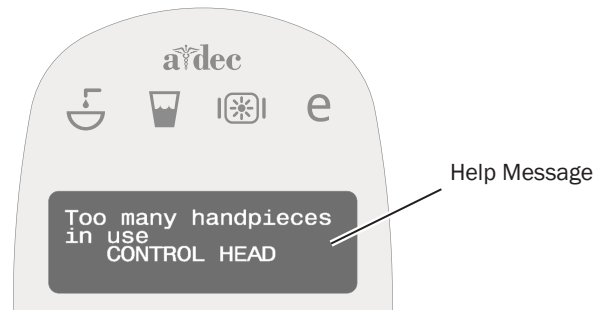 a dec
e
Help Message
Too many handpieces
in use
CONTROL HEAD